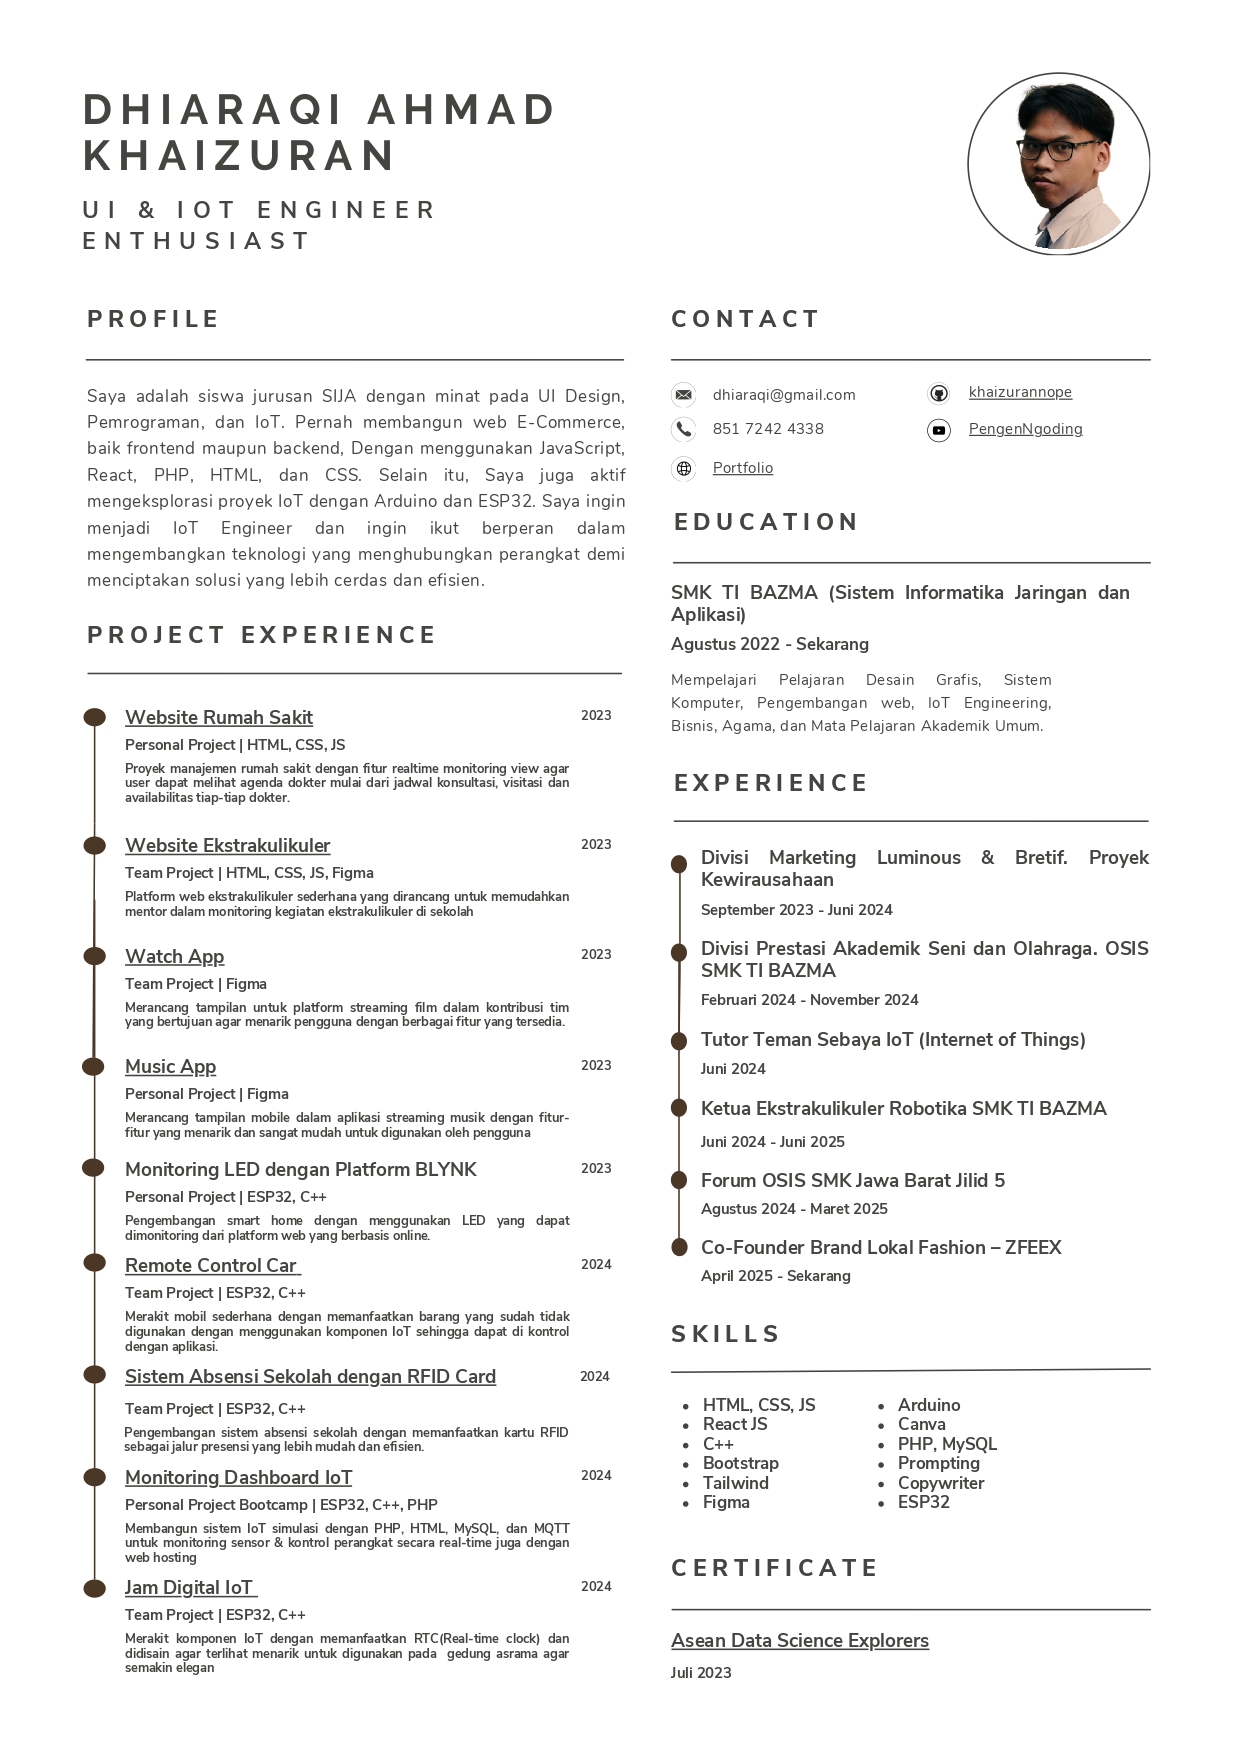 DHIARAQI AHMAD
KHAIZURAN
UI & IOT ENGINEER
ENTHUSIAST
PROFILE
Saya adalah siswa jurusan SIJA dengan minat pada UI Design,
Pemrograman, dan IoT. Pernah membangun web E-Commerce,
baik frontend maupun backend, Dengan menggunakan JavaScript,
React, PHP, HTML, dan CSS. Selain itu, Saya juga aktif
mengeksplorasi proyek IoT dengan Arduino dan ESP32. Saya ingin
menjadi IoT Engineer dan ingin ikut berperan dalam
mengembangkan teknologi yang menghubungkan perangkat demi
menciptakan solusi yang lebih cerdas dan efisien.
PROJECT EXPERIENCE
Website Rumah Sakit 2023
Personal Project | HTML, CSS, JS
Proyek manajemen rumah sakit dengan fitur realtime monitoring view agar
user dapat melihat agenda dokter mulai dari jadwal konsultasi, visitasi dan
availabilitas tiap-tiap dokter.
Website Ekstrakulikuler 2023
Team Project | HTML, CSS, JS, Figma
Platform web ekstrakulikuler sederhana yang dirancang untuk memudahkan
mentor dalam monitoring kegiatan ekstrakulikuler di sekolah
Watch App 2023
Team Project | Figma
Merancang tampilan untuk platform streaming film dalam kontribusi tim
yang bertujuan agar menarik pengguna dengan berbagai fitur yang tersedia.
Music App 2023
Personal Project | Figma
Merancang tampilan mobile dalam aplikasi streaming musik dengan fitur-
fitur yang menarik dan sangat mudah untuk digunakan oleh pengguna
Monitoring LED dengan Platform BLYNK 2023
Personal Project | ESP32, C++
Pengembangan smart home dengan menggunakan LED yang dapat
dimonitoring dari platform web yang berbasis online.
Remote Control Car 2024
Team Project | ESP32, C++
Merakit mobil sederhana dengan memanfaatkan barang yang sudah tidak
digunakan dengan menggunakan komponen IoT sehingga dapat di kontrol
dengan aplikasi.
Sistem Absensi Sekolah dengan RFID Card 2024
Team Project | ESP32, C++
Pengembangan sistem absensi sekolah dengan memanfaatkan kartu RFID
sebagai jalur presensi yang lebih mudah dan efisien.
Monitoring Dashboard IoT 2024
Personal Project Bootcamp | ESP32, C++, PHP
Membangun sistem IoT simulasi dengan PHP, HTML, MySQL, dan MQTT
untuk monitoring sensor & kontrol perangkat secara real-time juga dengan
web hosting
Jam Digital IoT 2024
Team Project | ESP32, C++
Merakit komponen IoT dengan memanfaatkan RTC(Real-time clock) dan
didisain agar terlihat menarik untuk digunakan pada gedung asrama agar
semakin elegan
CONTACT
dhiaraqi@gmail.com
khaizurannope
851 7242 4338
PengenNgoding
Portfolio
EDUCATION
SMK TI BAZMA (Sistem Informatika Jaringan dan
Aplikasi)
Agustus 2022 - Sekarang
Mempelajari Pelajaran Desain Grafis, Sistem
Komputer, Pengembangan web, IoT Engineering,
Bisnis, Agama, dan Mata Pelajaran Akademik Umum.
EXPERIENCE
Divisi Marketing Luminous & Bretif. Proyek
Kewirausahaan
September 2023 - Juni 2024
Divisi Prestasi Akademik Seni dan Olahraga. OSIS
SMK TI BAZMA
Februari 2024 - November 2024
Tutor Teman Sebaya IoT (Internet of Things)
Juni 2024
Ketua Ekstrakulikuler Robotika SMK TI BAZMA
Juni 2024 - Juni 2025
Forum OSIS SMK Jawa Barat Jilid 5
Agustus 2024 - Maret 2025
Co-Founder Brand Lokal Fashion – ZFEEX
April 2025 - Sekarang
SKILLS
• HTML, CSS, JS
• React JS
• C++
• Bootstrap
• Tailwind
• Figma
• Arduino
• Canva
• PHP, MySQL
• Prompting
• Copywriter
• ESP32
CERTIFICATE
Asean Data Science Explorers
Juli 2023